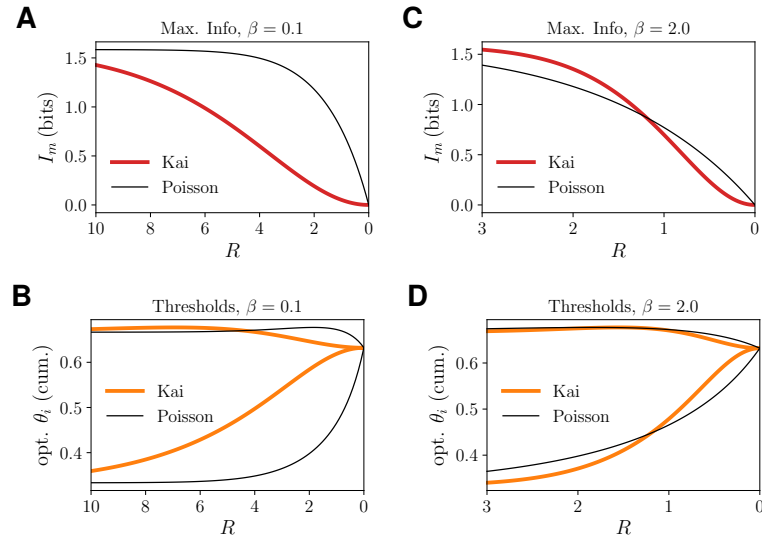 A
Max. Info, β = 0.1
I_m (bits)
1.5
1.0
0.5
0.0
Kai
Poisson
10 8 6 4 2 0
R
C
Max. Info, β = 2.0
I_m (bits)
1.5
1.0
0.5
0.0
Kai
Poisson
3 2 1 0
R
B
Thresholds, β = 0.1
opt. θ_i (cum.)
0.6
0.5
0.4
Kai
Poisson
10 8 6 4 2 0
R
D
Thresholds, β = 2.0
opt. θ_i (cum.)
0.6
0.5
0.4
Kai
Poisson
3 2 1 0
R